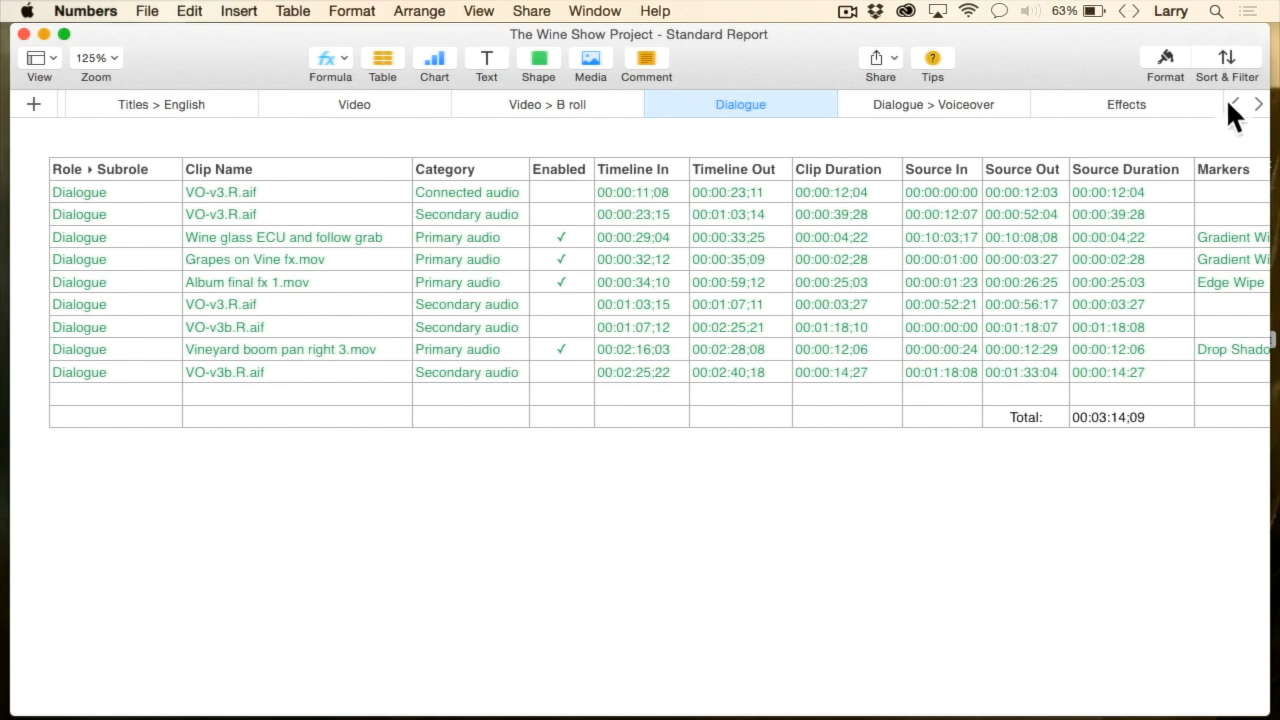 Numbers File Edit Insert Table Format Arrange View Share Window Help 63% Larry
The Wine Show Project - Standard Report
125%
View Zoom Formula Table Chart Text Shape Media Comment Share Tips Format Sort & Filter
Titles > English Video Video > B roll Dialogue Dialogue > Voiceover Effects
Role ▸ Subrole Clip Name Category Enabled Timeline In Timeline Out Clip Duration Source In Source Out Source Duration Markers
Dialogue VO-v3.R.aif Connected audio 00:00:11;08 00:00:23;11 00:00:12;04 00:00:00:00 00:00:12:03 00:00:12:04
Dialogue VO-v3.R.aif Secondary audio 00:00:23;15 00:01:03;14 00:00:39;28 00:00:12:07 00:00:52:04 00:00:39:28
Dialogue Wine glass ECU and follow grab Primary audio ✓ 00:00:29;04 00:00:33;25 00:00:04;22 00:10:03;17 00:10:08;08 00:00:04;22 Gradient Wi
Dialogue Grapes on Vine fx.mov Primary audio ✓ 00:00:32;12 00:00:35;09 00:00:02;28 00:00:01:00 00:00:03:27 00:00:02:28 Gradient Wi
Dialogue Album final fx 1.mov Primary audio ✓ 00:00:34;10 00:00:59;12 00:00:25;03 00:00:01:23 00:00:26:25 00:00:25:03 Edge Wipe
Dialogue VO-v3.R.aif Secondary audio 00:01:03;15 00:01:07;11 00:00:03;27 00:00:52:21 00:00:56:17 00:00:03:27
Dialogue VO-v3b.R.aif Secondary audio 00:01:07;12 00:02:25;21 00:01:18;10 00:00:00:00 00:01:18:07 00:01:18:08
Dialogue Vineyard boom pan right 3.mov Primary audio ✓ 00:02:16;03 00:02:28;08 00:00:12;06 00:00:00:24 00:00:12:29 00:00:12:06 Drop Shado
Dialogue VO-v3b.R.aif Secondary audio 00:02:25;22 00:02:40;18 00:00:14;27 00:01:18:08 00:01:33:04 00:00:14:27
Total: 00:03:14;09